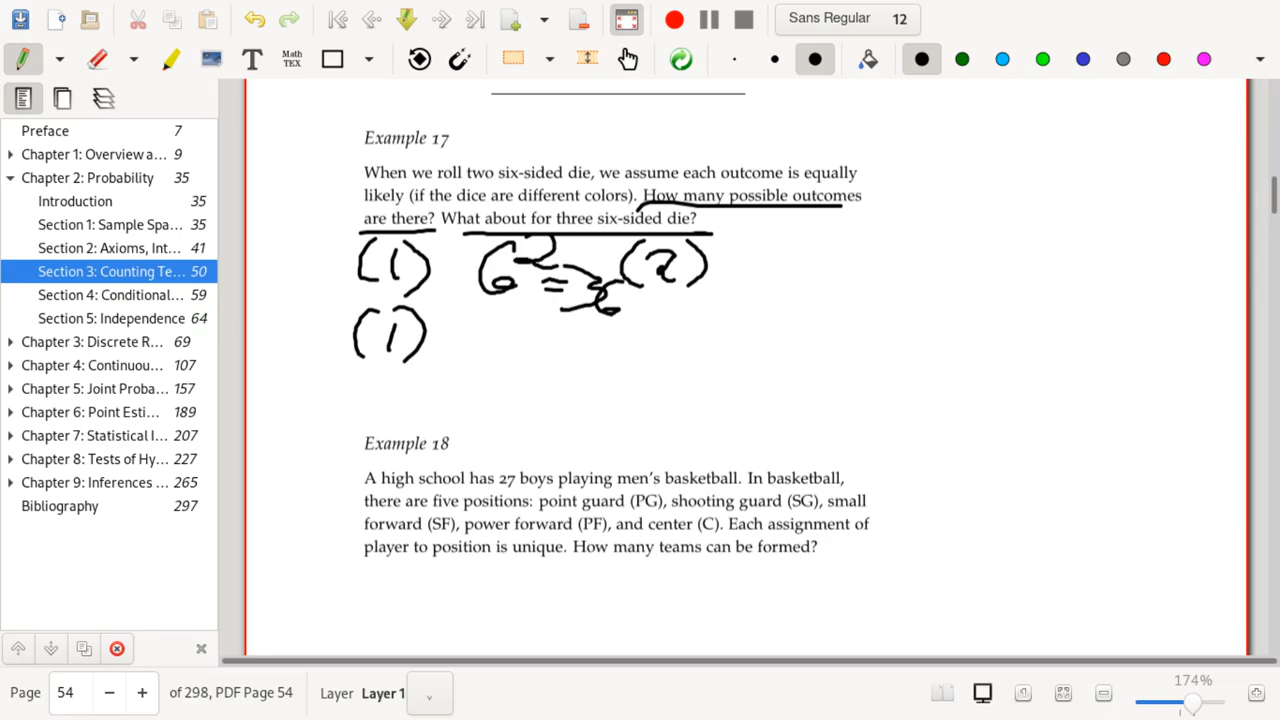 Sans Regular 12
T Math TEX
Preface 7
Chapter 1: Overview a... 9
Chapter 2: Probability 35
Introduction 35
Section 1: Sample Spa... 35
Section 2: Axioms, Int... 41
Section 3: Counting Te... 50
Section 4: Conditional... 59
Section 5: Independence 64
Chapter 3: Discrete R... 69
Chapter 4: Continuou... 107
Chapter 5: Joint Proba... 157
Chapter 6: Point Esti... 189
Chapter 7: Statistical I... 207
Chapter 8: Tests of Hy... 227
Chapter 9: Inferences ... 265
Bibliography 297
Example 17
When we roll two six-sided die, we assume each outcome is equally
likely (if the dice are different colors). How many possible outcomes
are there? What about for three six-sided die?
(1) 6² = 36 (2)
(1)
Example 18
A high school has 27 boys playing men's basketball. In basketball,
there are five positions: point guard (PG), shooting guard (SG), small
forward (SF), power forward (PF), and center (C). Each assignment of
player to position is unique. How many teams can be formed?
Page 54 of 298, PDF Page 54 Layer Layer 1 174%